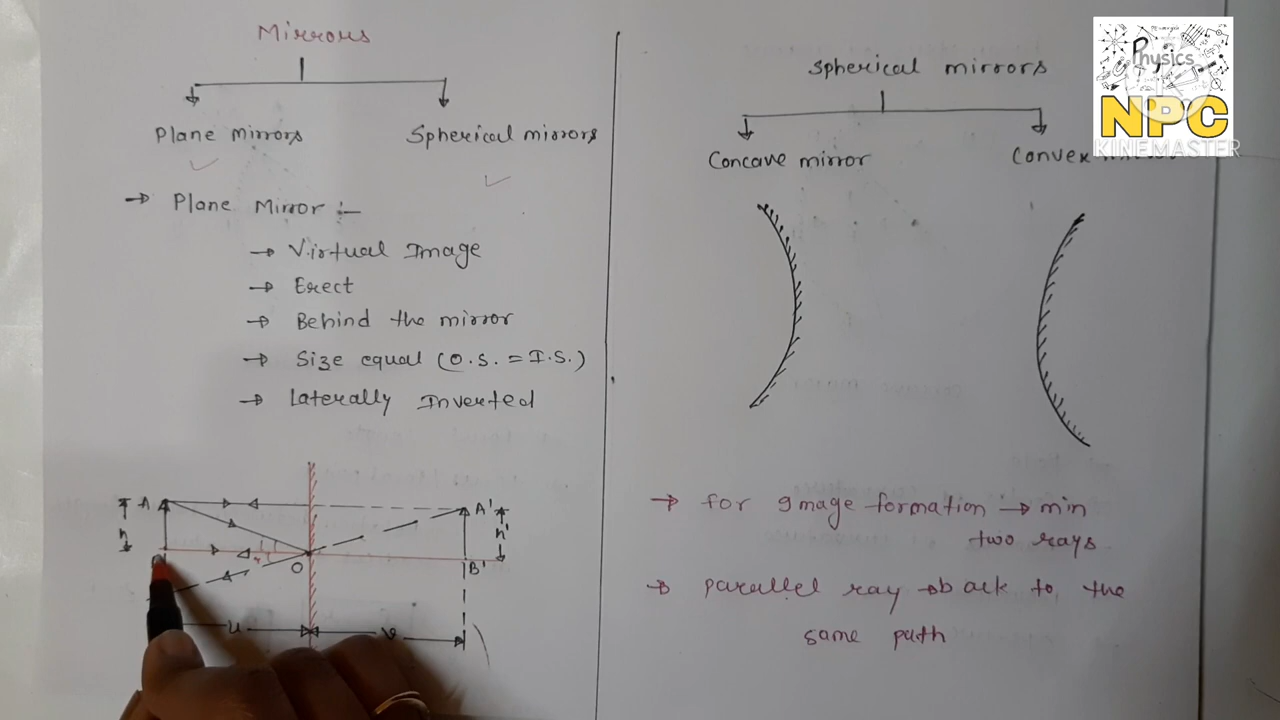 Mirrors
Plane mirrors
Spherical mirrors
→ Plane Mirror :-
→ Virtual Image
→ Erect
→ Behind the mirror
→ Size equal (O.S. = I.S.)
→ Laterally Inverted
A
h
O
A'
h'
B'
u
v
Spherical mirrors
Concave mirror
Convex
→ for Image formation → min
two rays
→ parallel ray → back to the
same path
Physics
NPC
KINEMASTER